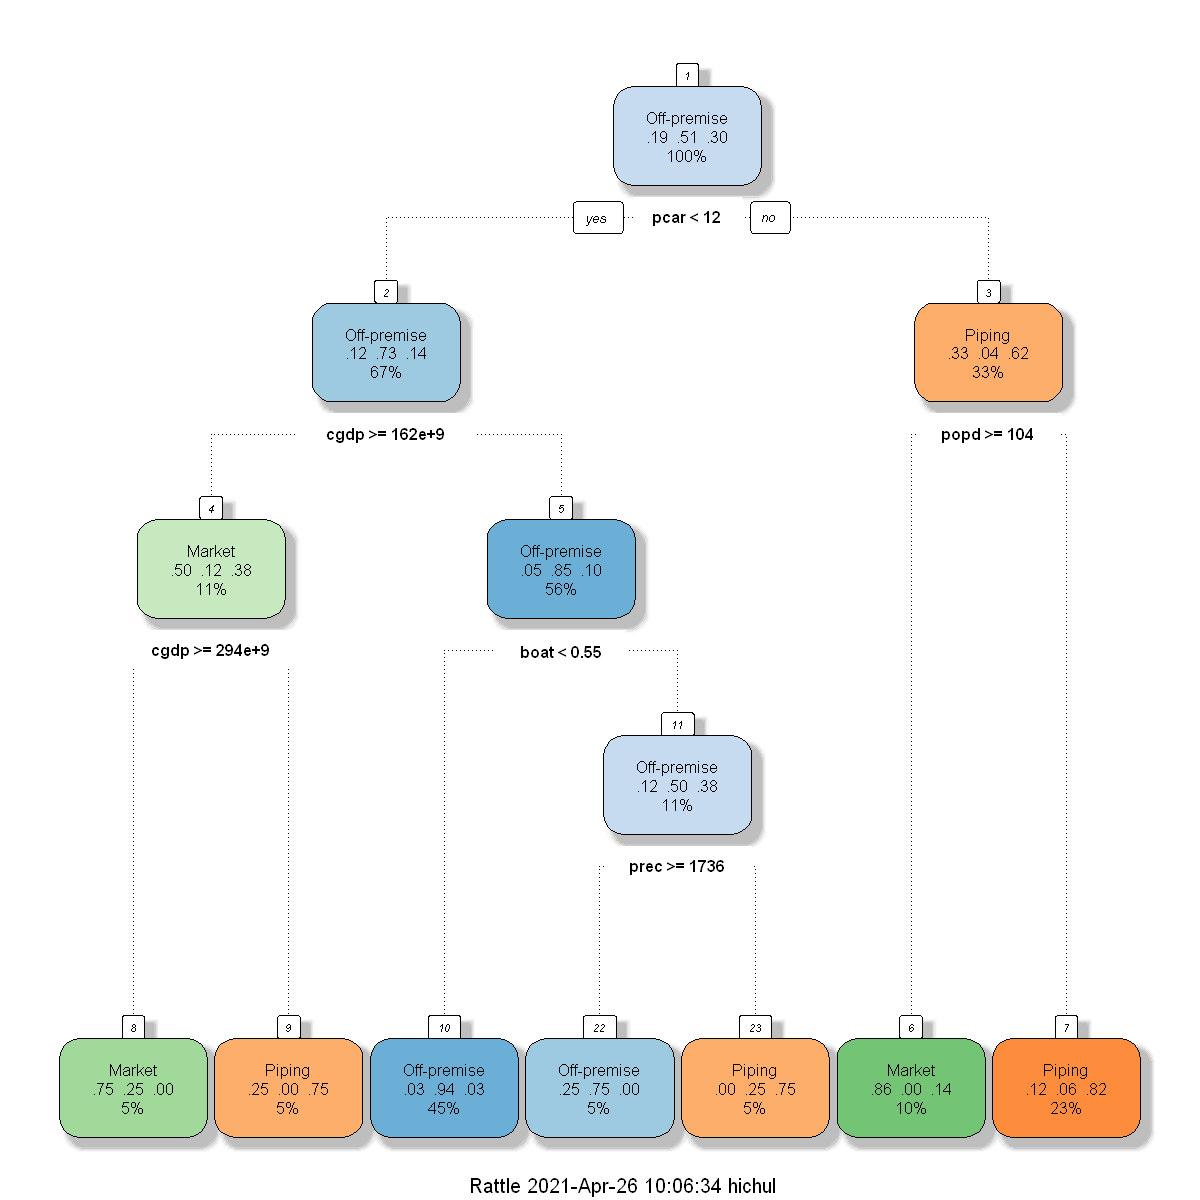 1
Off-premise
.19 .51 .30
100%
yes pcar < 12 no
2
Off-premise
.12 .73 .14
67%
3
Piping
.33 .04 .62
33%
cgdp >= 162e+9
popd >= 104
4
Market
.50 .12 .38
11%
5
Off-premise
.05 .85 .10
56%
cgdp >= 294e+9
boat < 0.55
11
Off-premise
.12 .50 .38
11%
prec >= 1736
8
Market
.75 .25 .00
5%
9
Piping
.25 .00 .75
5%
10
Off-premise
.03 .94 .03
45%
22
Off-premise
.25 .75 .00
5%
23
Piping
.00 .25 .75
5%
6
Market
.86 .00 .14
10%
7
Piping
.12 .06 .82
23%
Rattle 2021-Apr-26 10:06:34 hichul